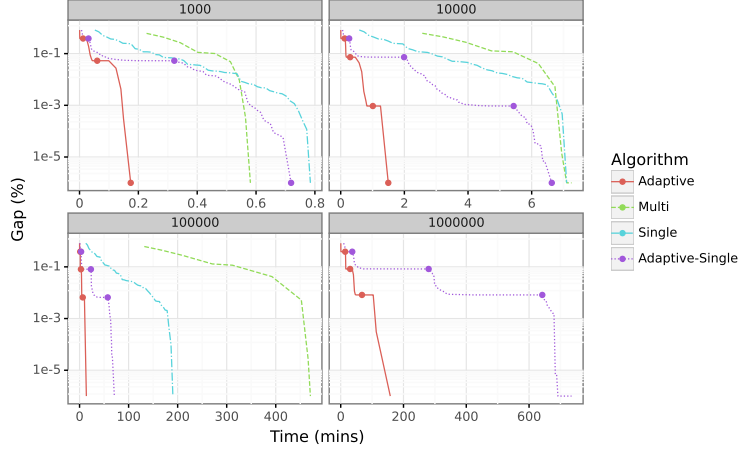 1000
10000
1e-1
1e-3
1e-5
0
0.2
0.4
0.6
0.8
0
2
4
6
100000
1000000
1e-1
1e-3
1e-5
0
100
200
300
400
0
200
400
600
Gap (%)
Time (mins)
Algorithm
Adaptive
Multi
Single
Adaptive-Single